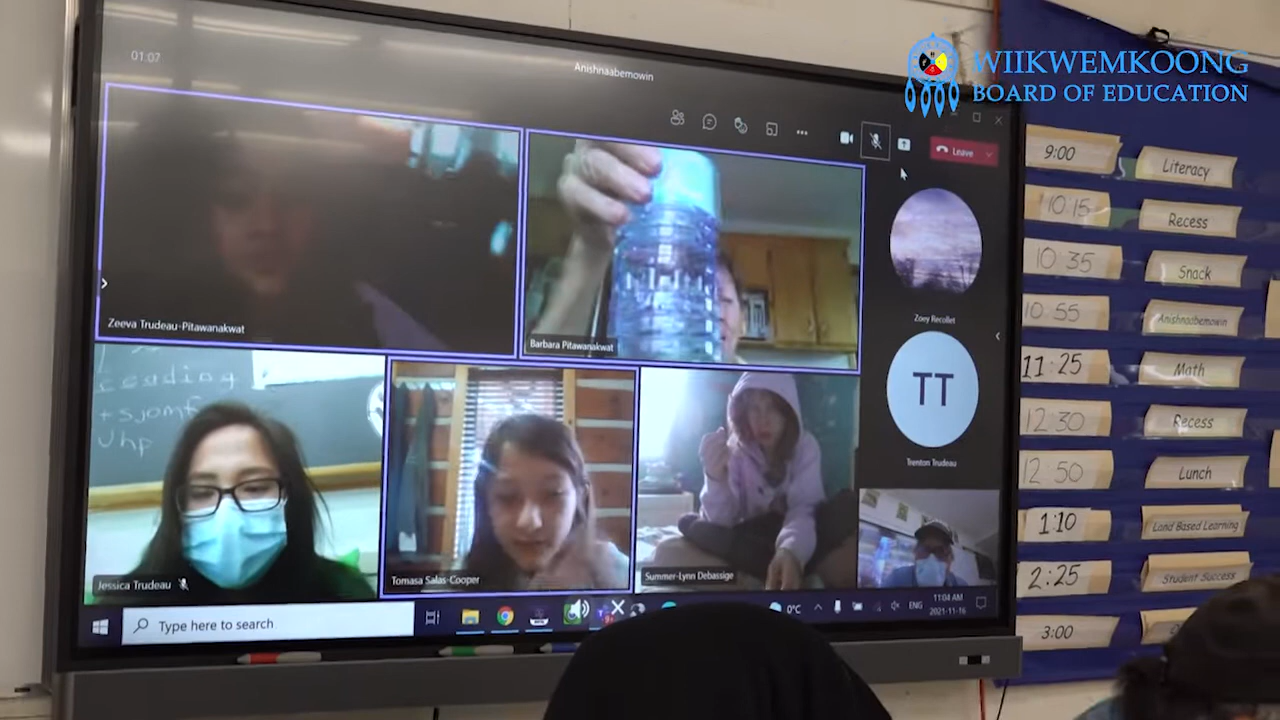 WIIKWEMKOONG
BOARD OF EDUCATION
01:07
Anishnaabemowin
Leave
Zeeva Trudeau-Pitawanakwat
Barbara Pitawanakwat
Zoey Recollet
TT
Trenton Trudeau
Jessica Trudeau
Tomasa Salas-Cooper
Summer-Lynn Debassige
Type here to search
0°C
ENG
11:04 AM
2021-11-16
9:00 Literacy
10:15 Recess
10:35 Snack
10:55 Anishnaabemowin
11:25 Math
12:30 Recess
12:50 Lunch
1:10 Land Based Learning
2:25 Student Success
3:00